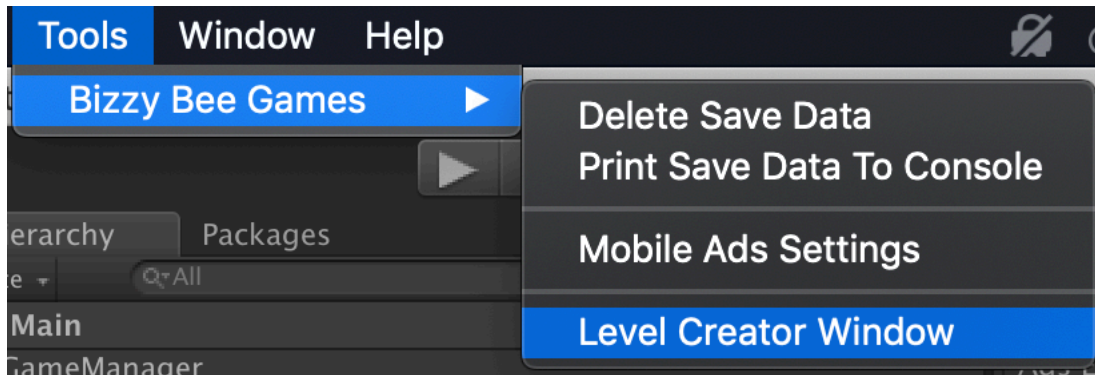 Tools Window Help
Bizzy Bee Games
Delete Save Data
Print Save Data To Console
Mobile Ads Settings
Level Creator Window
erarchy Packages
All
Main
GameManager